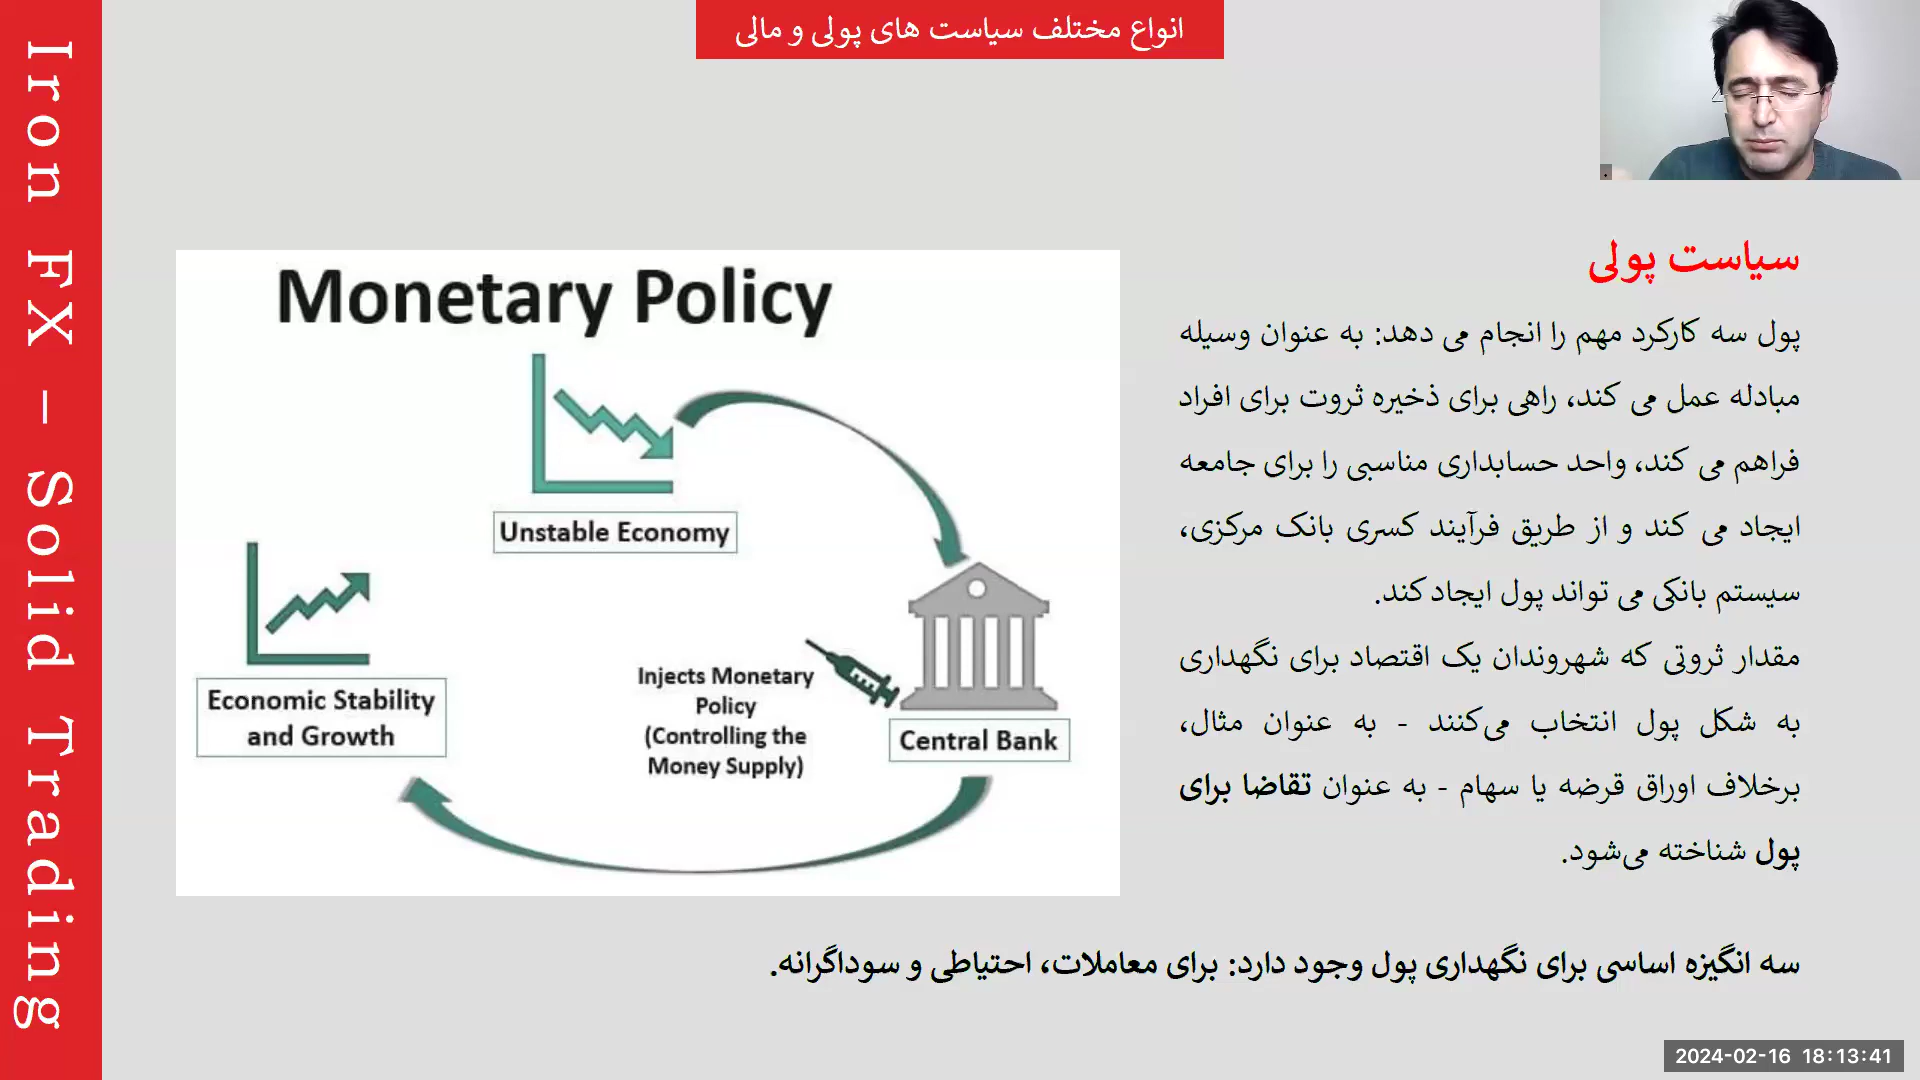 انواع مختلف سیاست های پولی و مالی
Iron FX – Solid Trading
سیاست پولی
پول سه کارکرد مهم را انجام می دهد: به عنوان وسیله
مبادله عمل می کند، راهی برای ذخیره ثروت برای افراد
فراهم می کند، واحد حسابداری مناسبی را برای جامعه
ایجاد می کند و از طریق فرآیند کسری بانک مرکزی،
سیستم بانکی می تواند پول ایجاد کند.
مقدار ثروتی که شهروندان یک اقتصاد برای نگهداری
به شکل پول انتخاب می‌کنند - به عنوان مثال،
برخلاف اوراق قرضه یا سهام - به عنوان تقاضا برای
پول شناخته می‌شود.
Monetary Policy
Unstable Economy
Economic Stability
and Growth
Injects Monetary
Policy
(Controlling the
Money Supply)
Central Bank
سه انگیزه اساسی برای نگهداری پول وجود دارد: برای معاملات، احتیاطی و سوداگرانه.
2024-02-16 18:13:41